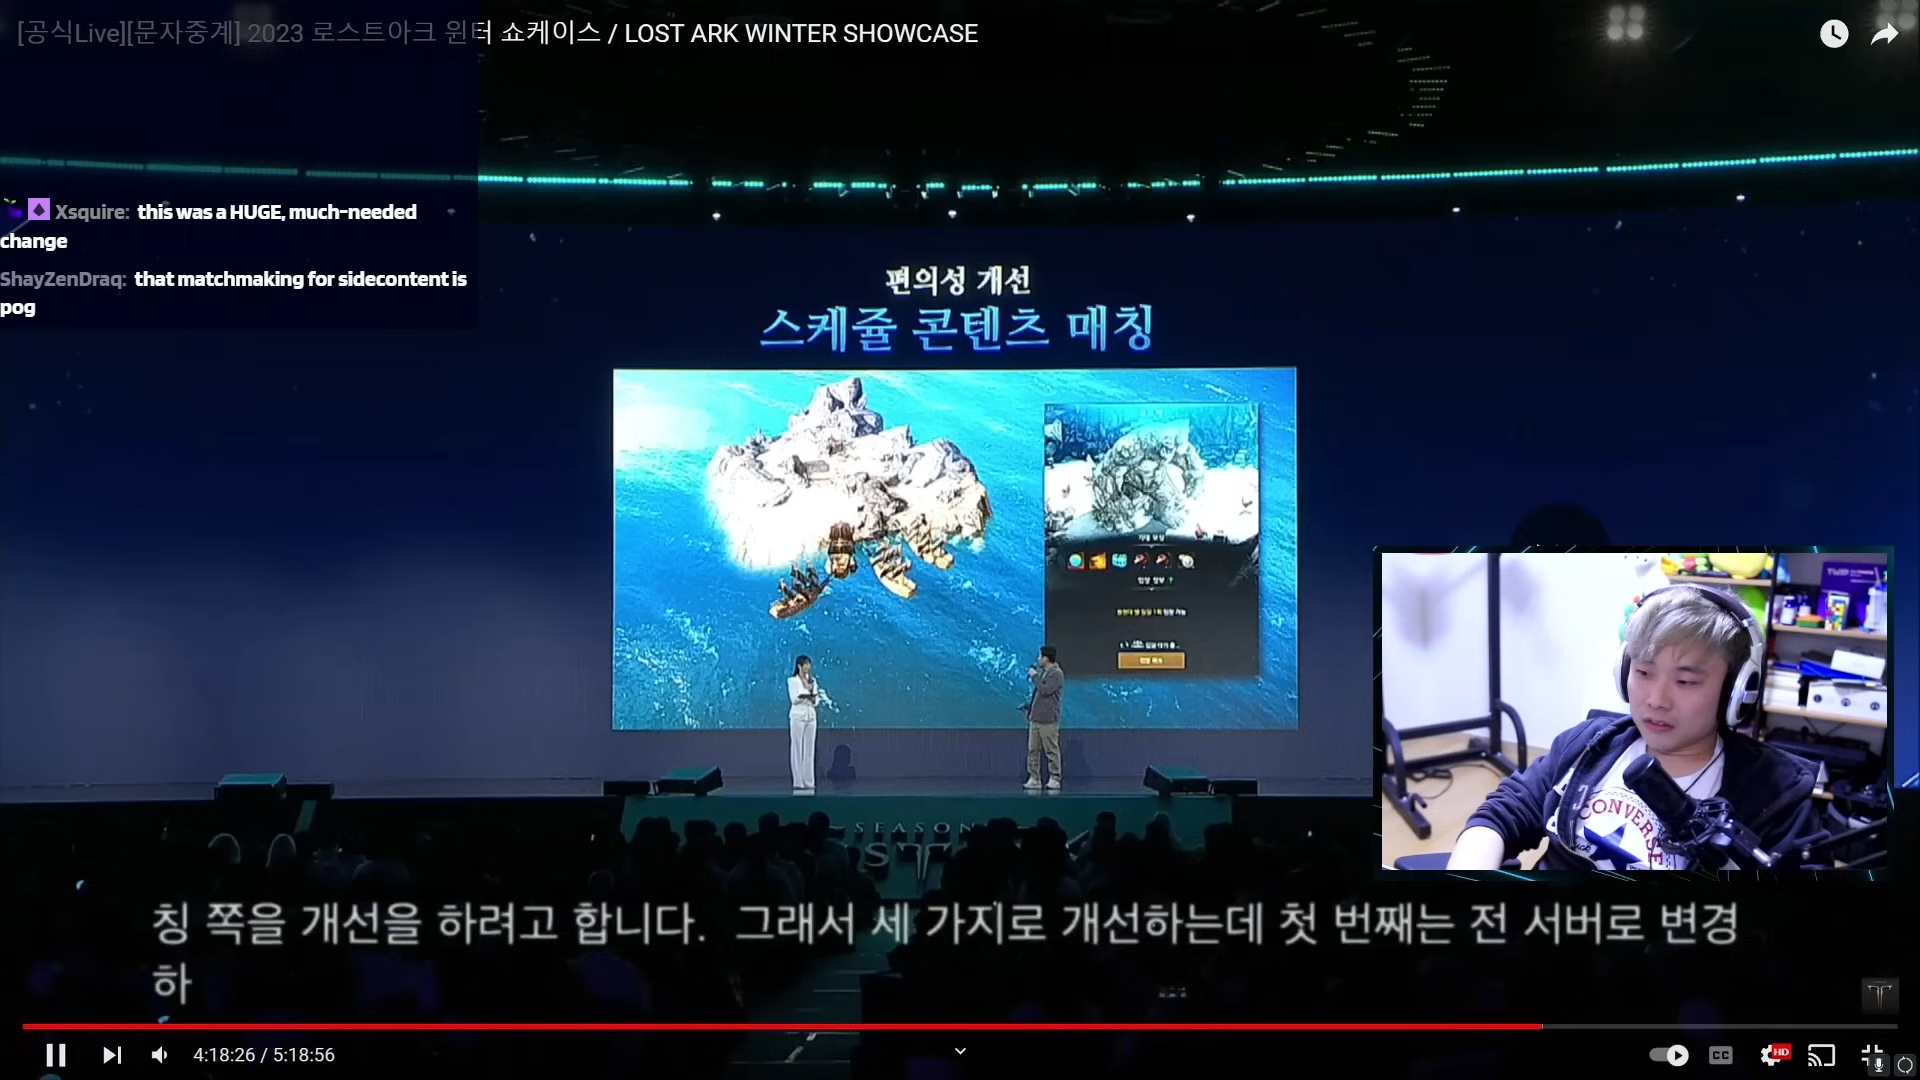 [공식Live][문자중계] 2023 로스트아크 윈터 쇼케이스 / LOST ARK WINTER SHOWCASE
Xsquire: this was a HUGE, much-needed
change
ShayZenDraq: that matchmaking for sidecontent is
pog
편의성 개선
스케쥴 콘텐츠 매칭
CONVERSE
SEASON
칭 쪽을 개선을 하려고 합니다. 그래서 세 가지로 개선하는데 첫 번째는 전 서버로 변경
하
4:18:26 / 5:18:56
CC
HD